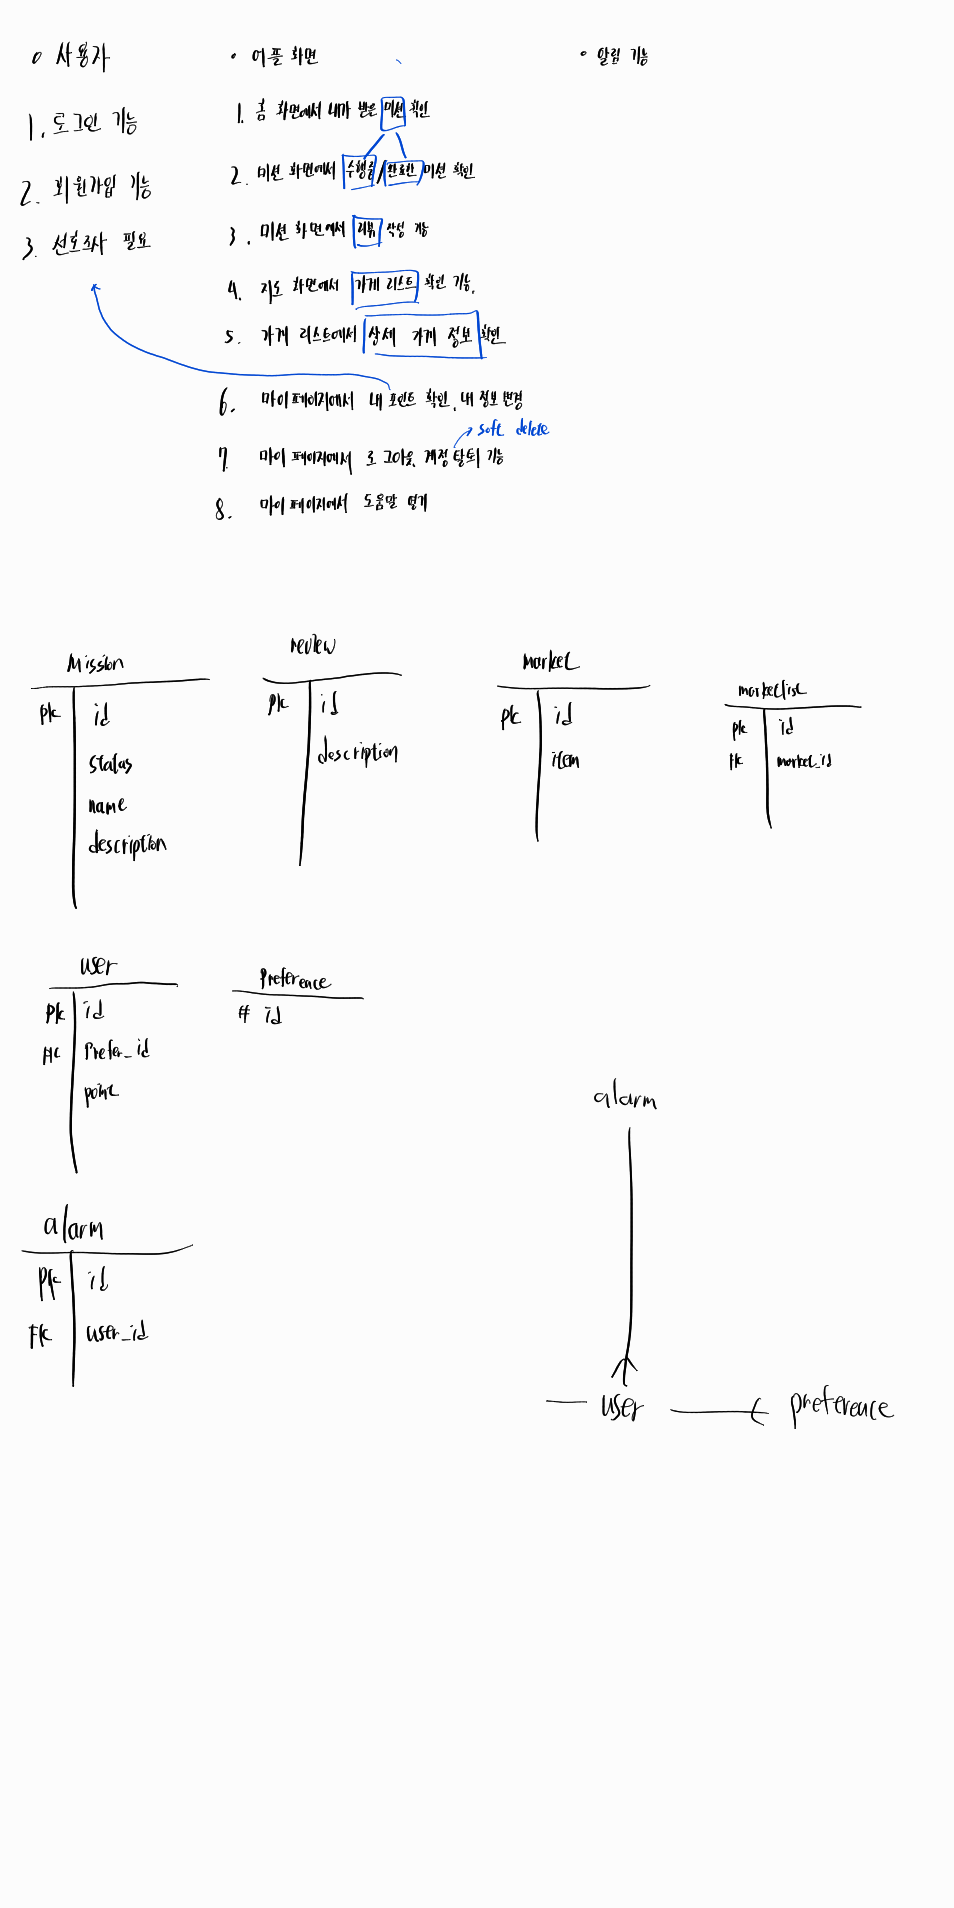 • 사용자
1. 로그인 기능
2. 회원가입 기능
3. 선호조사 필요
• 어플 화면
1. 홈 화면에서 내가 받은 미션 확인
2. 미션 화면에서 수행중/완료한 미션 확인
3. 미션 화면에서 리뷰 작성 기능
4. 지도 화면에서 가게 리스트 확인 기능.
5. 가게 리스트에서 상세 가게 정보 확인
6. 마이 페이지에서 내 포인트 확인, 내 정보 변경
soft delete
7. 마이 페이지에서 로그아웃, 계정 탈퇴 기능
8. 마이 페이지에서 도움말 얻기
• 알림 기능
Mission
pk id
status
name
description
review
pk id
description
market
pk id
item
marketlist
pk id
fk market_id
user
pk id
fk Prefer_id
point
Preference
# id
alarm
pk id
Fk user_id
alarm
user
preference